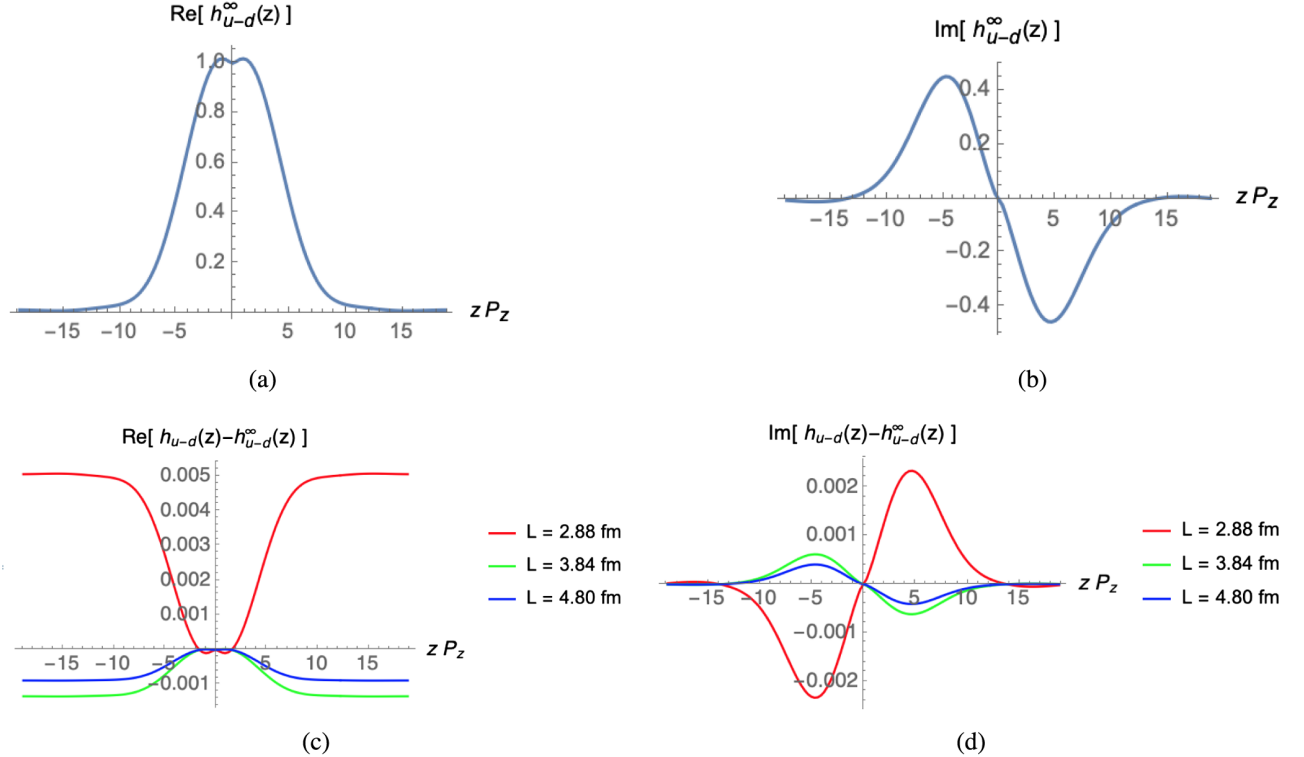 Re[ h∞u−d(z) ]
1.0
0.8
0.6
0.4
0.2
−15 −10 −5 5 10 15
z Pz
(a)
Im[ h∞u−d(z) ]
0.4
0.2
−15 −10 −5 5 10 15
z Pz
−0.2
−0.4
(b)
Re[ hu−d(z)−h∞u−d(z) ]
0.005
0.004
0.003
0.002
0.001
−15 −10 −5 5 10 15
z Pz
−0.001
L = 2.88 fm
L = 3.84 fm
L = 4.80 fm
(c)
Im[ hu−d(z)−h∞u−d(z) ]
0.002
0.001
−15 −10 −5 5 10 15
z Pz
−0.001
−0.002
L = 2.88 fm
L = 3.84 fm
L = 4.80 fm
(d)